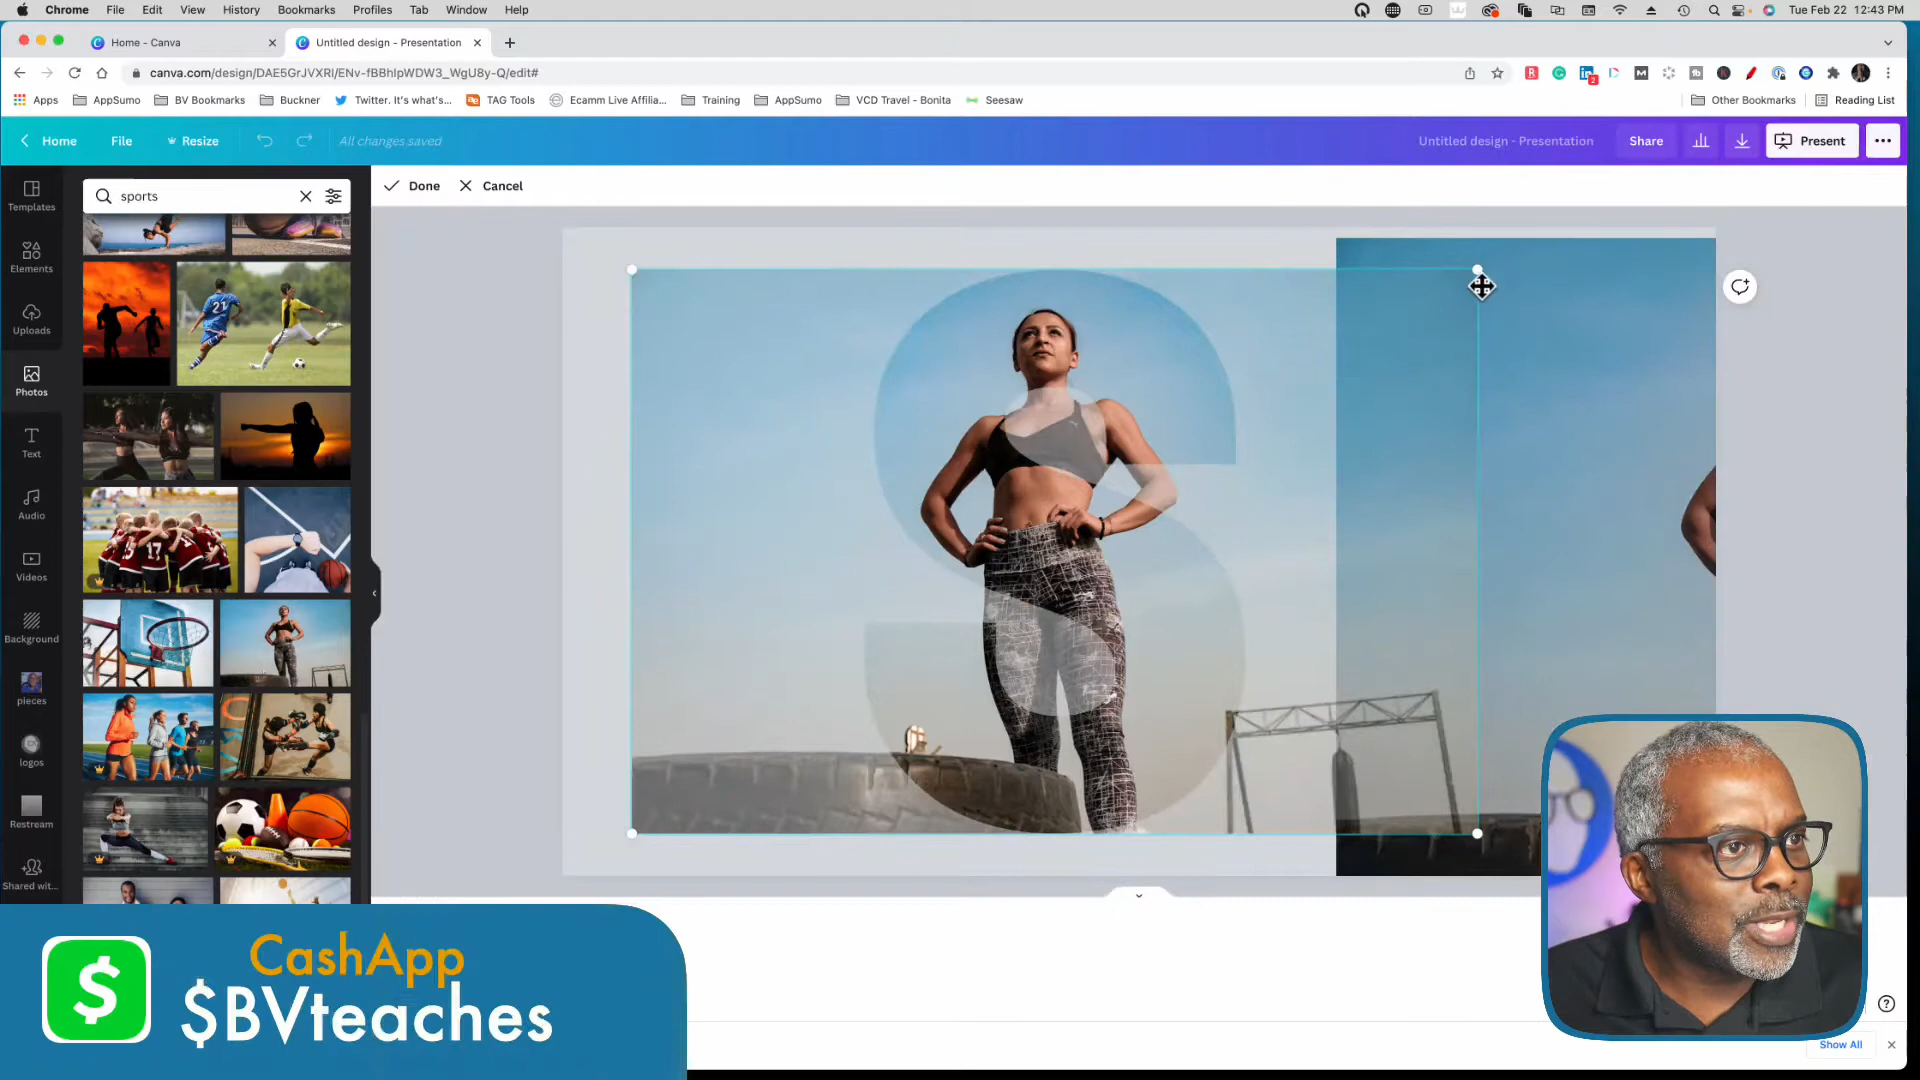 Chrome File Edit View History Bookmarks Profiles Tab Window Help
Tue Feb 22 12:43 PM
Home - Canva
Untitled design - Presentation
canva.com/design/DAE5GrJVXRI/ENv-fBBhIpWDW3_WgU8y-Q/edit#
Apps AppSumo BV Bookmarks Buckner Twitter. It's what's... TAG Tools Ecamm Live Affilia... Training AppSumo VCD Travel - Bonita Seesaw Other Bookmarks Reading List
Home File Resize All changes saved Untitled design - Presentation Share Present
sports
Done Cancel
Templates
Elements
Uploads
Photos
Text
Audio
Videos
Background
pieces
logos
Restream
Shared wit...
21
17
S
CashApp
$
$BVteaches
Show All